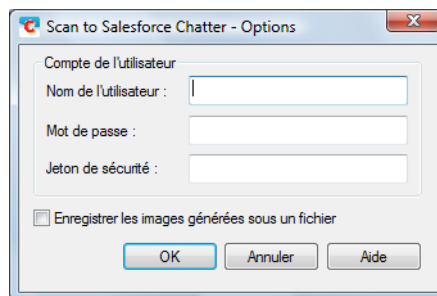 Scan to Salesforce Chatter - Options
Compte de l'utilisateur
Nom de l'utilisateur :
Mot de passe :
Jeton de sécurité :
Enregistrer les images générées sous un fichier
OK Annuler Aide